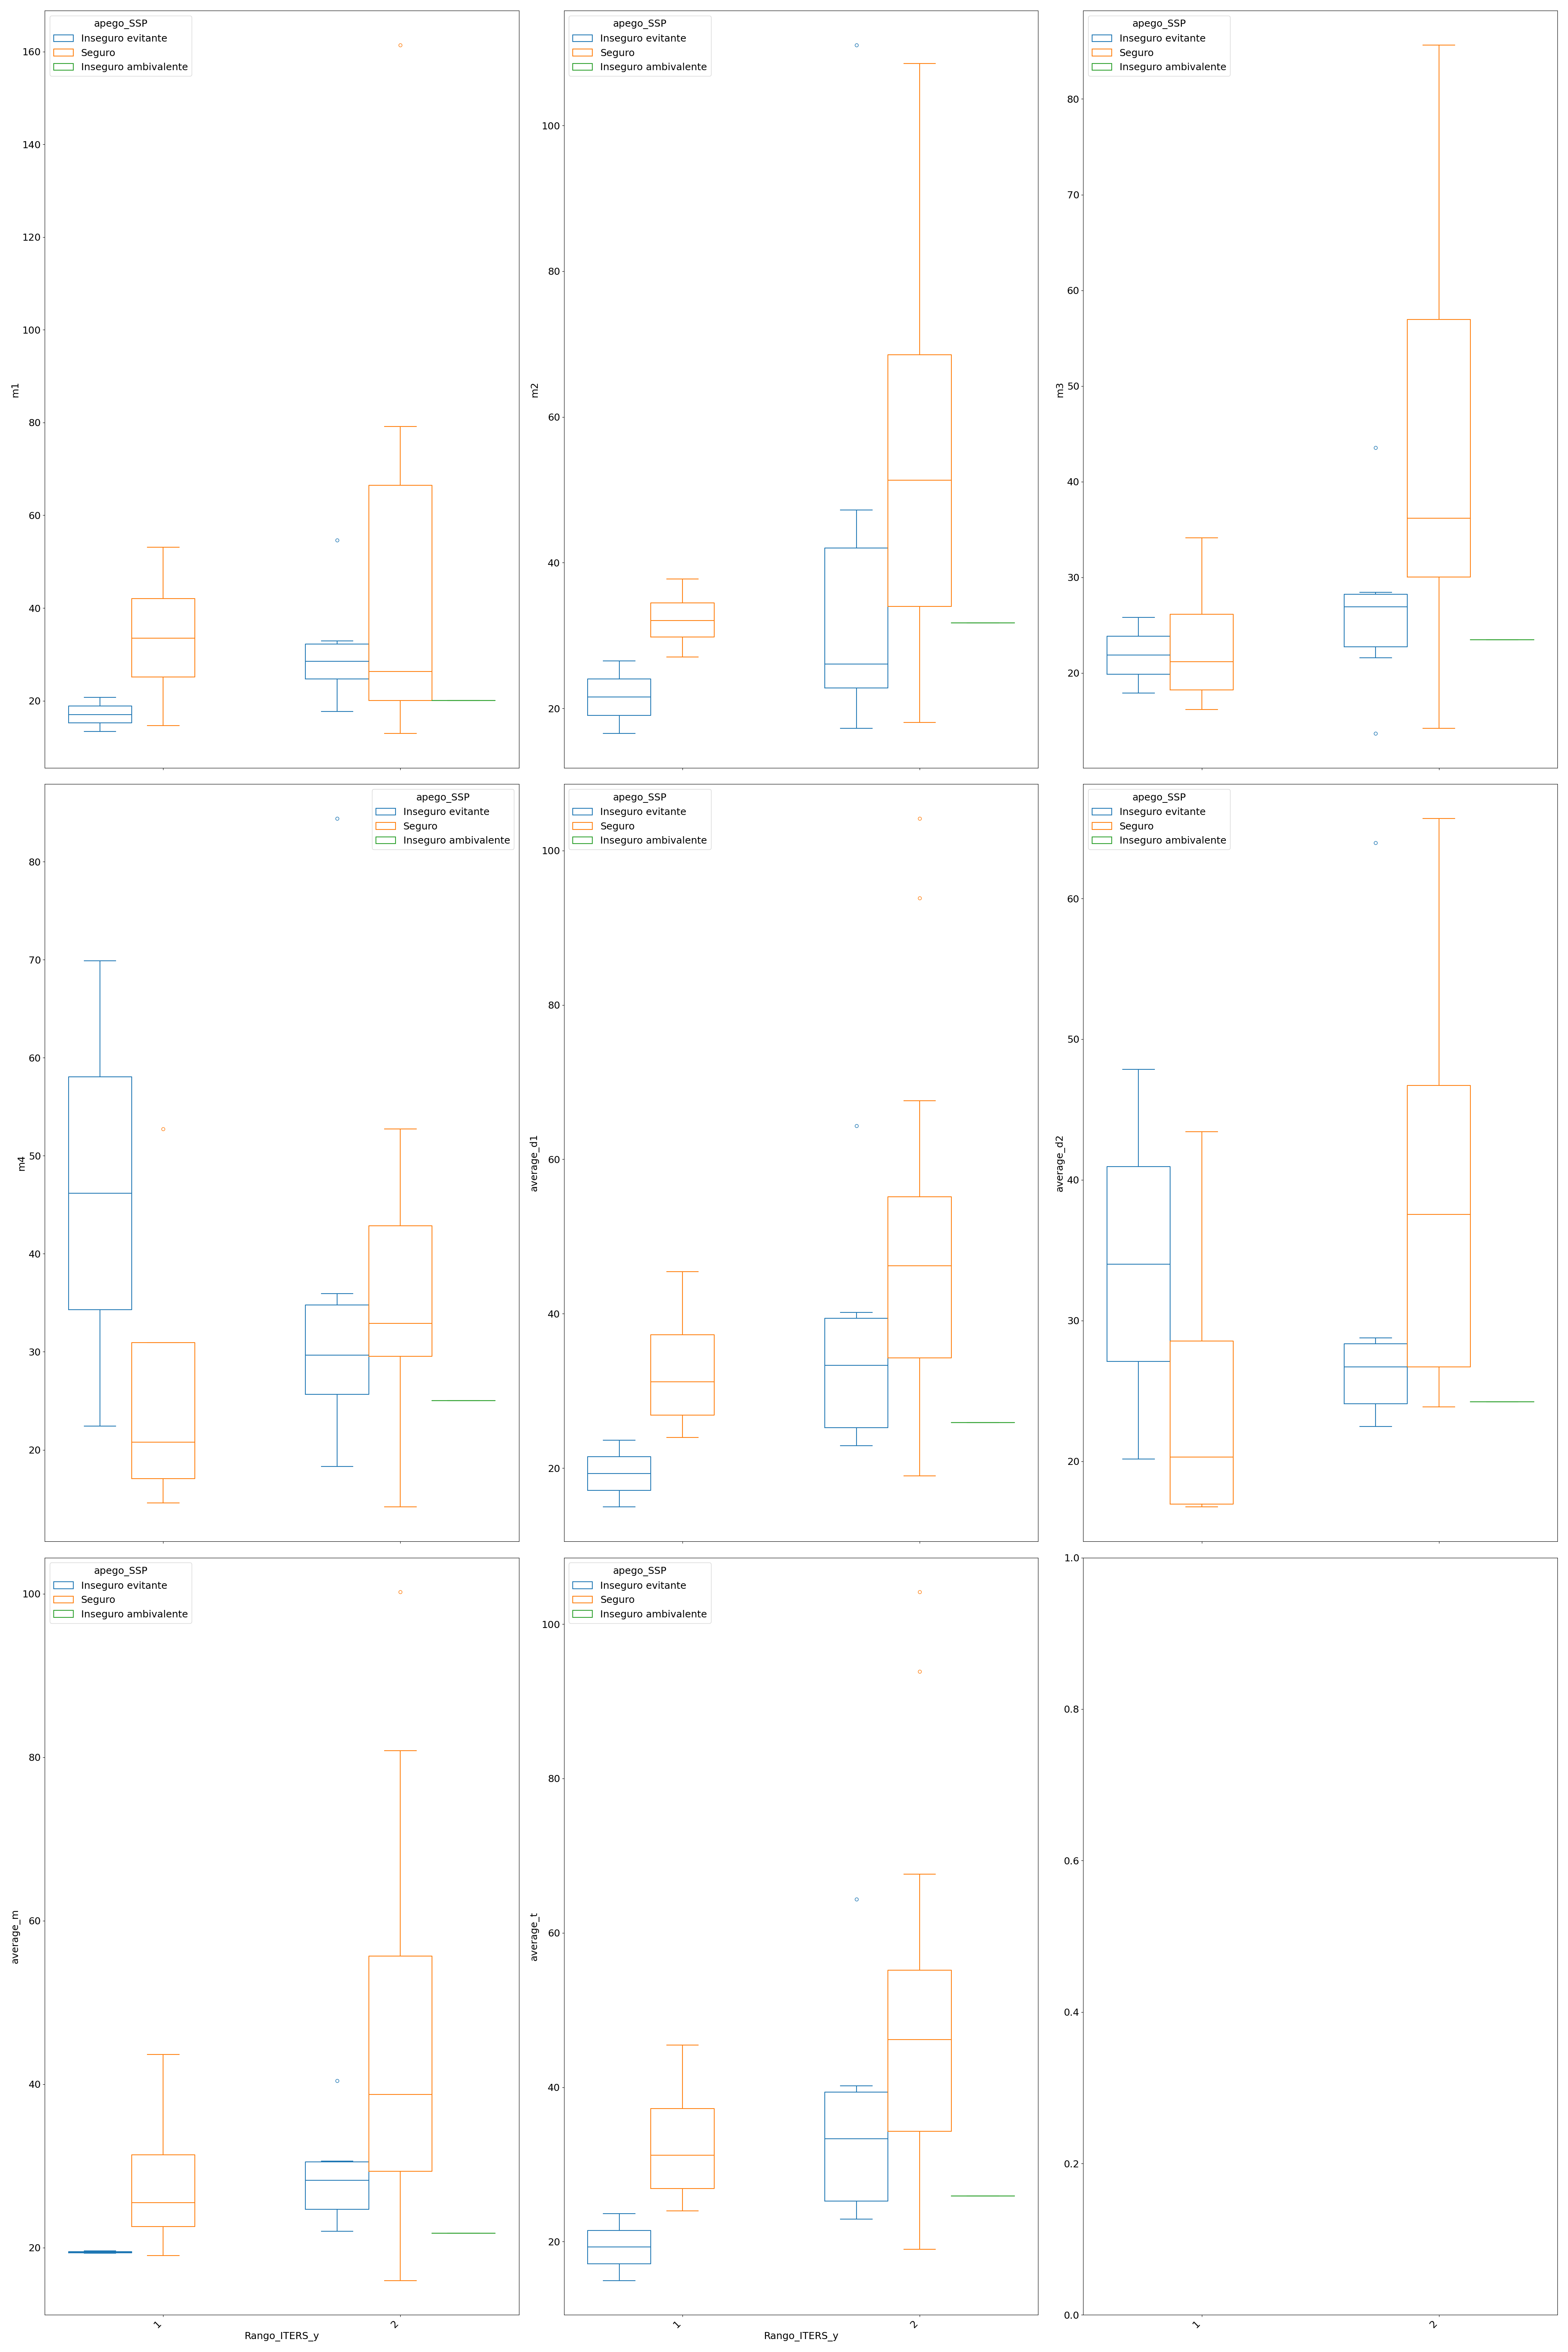 apego_SSP
Inseguro evitante
Seguro
Inseguro ambivalente
160
140
120
100
80
60
40
20
m1
apego_SSP
Inseguro evitante
Seguro
Inseguro ambivalente
100
80
60
40
20
m2
apego_SSP
Inseguro evitante
Seguro
Inseguro ambivalente
80
70
60
50
40
30
20
m3
apego_SSP
Inseguro evitante
Seguro
Inseguro ambivalente
80
70
60
50
40
30
20
m4
apego_SSP
Inseguro evitante
Seguro
Inseguro ambivalente
100
80
60
40
20
average_d1
apego_SSP
Inseguro evitante
Seguro
Inseguro ambivalente
60
50
40
30
20
average_d2
apego_SSP
Inseguro evitante
Seguro
Inseguro ambivalente
100
80
60
40
20
average_m
1
2
Rango_ITERS_y
apego_SSP
Inseguro evitante
Seguro
Inseguro ambivalente
100
80
60
40
20
average_t
1
2
Rango_ITERS_y
1.0
0.8
0.6
0.4
0.2
0.0
1
2